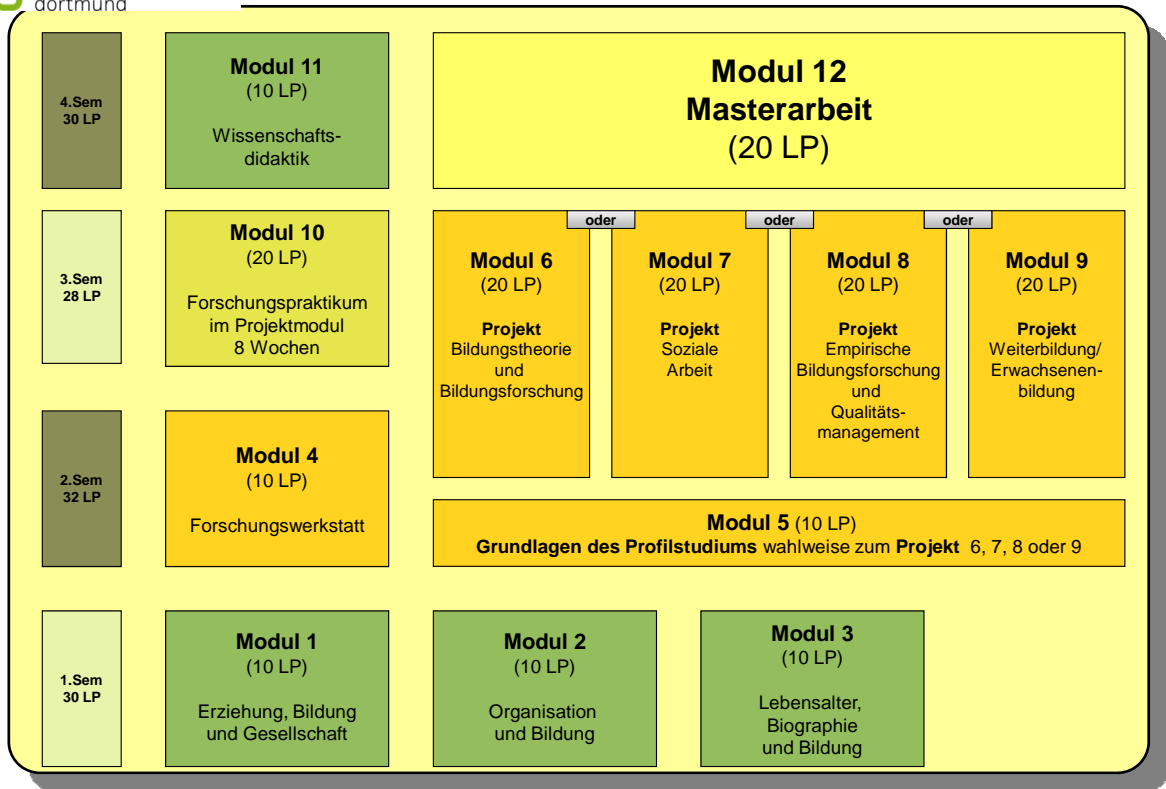 dortmund
4.Sem
30 LP
Modul 11
(10 LP)
Wissenschafts-
didaktik
Modul 12
Masterarbeit
(20 LP)
3.Sem
28 LP
Modul 10
(20 LP)
Forschungspraktikum
im Projektmodul
8 Wochen
oder
oder
oder
Modul 6
(20 LP)
Projekt
Bildungstheorie
und
Bildungsforschung
Modul 7
(20 LP)
Projekt
Soziale
Arbeit
Modul 8
(20 LP)
Projekt
Empirische
Bildungsforschung
und
Qualitäts-
management
Modul 9
(20 LP)
Projekt
Weiterbildung/
Erwachsenen-
bildung
2.Sem
32 LP
Modul 4
(10 LP)
Forschungswerkstatt
Modul 5 (10 LP)
Grundlagen des Profilstudiums wahlweise zum Projekt 6, 7, 8 oder 9
1.Sem
30 LP
Modul 1
(10 LP)
Erziehung, Bildung
und Gesellschaft
Modul 2
(10 LP)
Organisation
und Bildung
Modul 3
(10 LP)
Lebensalter,
Biographie
und Bildung